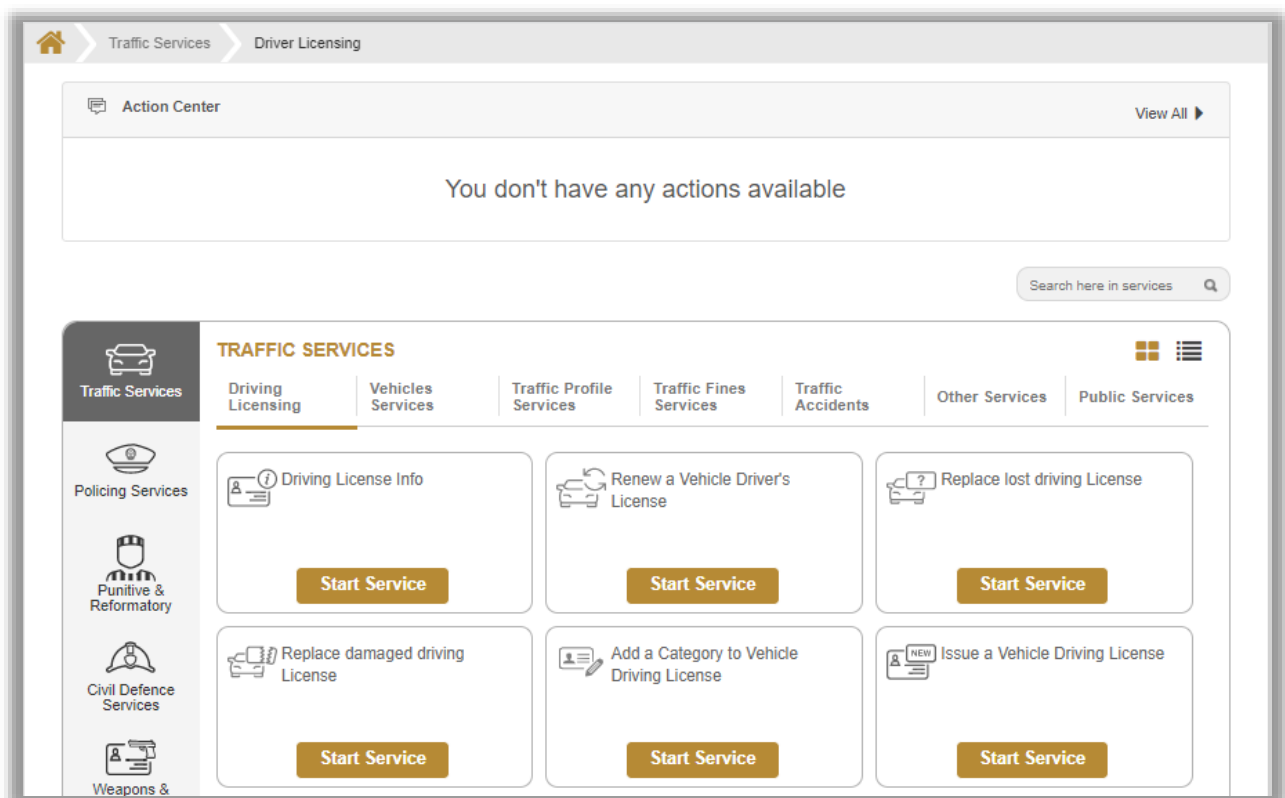 Traffic Services
Driver Licensing
Action Center
View All
You don't have any actions available
Search here in services
Traffic Services
Policing Services
Punitive &
Reformatory
Civil Defence
Services
Weapons &
TRAFFIC SERVICES
Driving
Licensing
Vehicles
Services
Traffic Profile
Services
Traffic Fines
Services
Traffic
Accidents
Other Services
Public Services
Driving License Info
Start Service
Renew a Vehicle Driver's
License
Start Service
?
Replace lost driving License
Start Service
Replace damaged driving
License
Start Service
Add a Category to Vehicle
Driving License
Start Service
NEW
Issue a Vehicle Driving License
Start Service